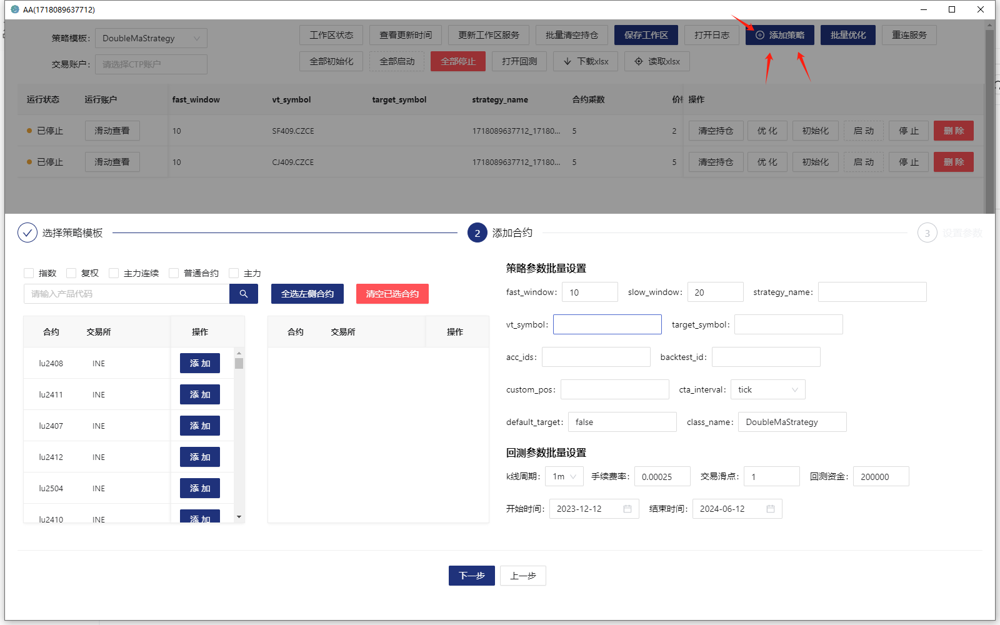 AA(1718089637712)
策略模板: DoubleMaStrategy 工作区状态 查看更新时间 更新工作区服务 批量清空持仓 保存工作区 打开日志 添加策略 批量优化 重连服务
交易账户: 请选择CTP账户 全部初始化 全部启动 全部停止 打开回测 下载xlsx 读取xlsx
运行状态 运行账户 fast_window vt_symbol target_symbol strategy_name 合约乘数 操作
已停止 滑动查看 10 SF409.CZCE 1718089637712_17180... 5 2 清空持仓 优化 初始化 启动 停止 删除
已停止 滑动查看 10 CJ409.CZCE 1718089637712_17180... 5 5 清空持仓 优化 初始化 启动 停止 删除
选择策略模板 2 添加合约 3 设置参数
指数 复权 主力连续 普通合约 主力
请输入产品代码 全选左侧合约 清空已选合约
合约 交易所 操作 合约 交易所 操作
lu2408 INE 添加
lu2411 INE 添加
lu2407 INE 添加
lu2412 INE 添加
lu2504 INE 添加
lu2410 INE 添加
策略参数批量设置
fast_window: 10 slow_window: 20 strategy_name:
vt_symbol: target_symbol:
acc_ids: backtest_id:
custom_pos: cta_interval: tick
default_target: false class_name: DoubleMaStrategy
回测参数批量设置
k线周期: 1m 手续费率: 0.00025 交易滑点: 1 回测资金: 200000
开始时间: 2023-12-12 结束时间: 2024-06-12
下一步 上一步